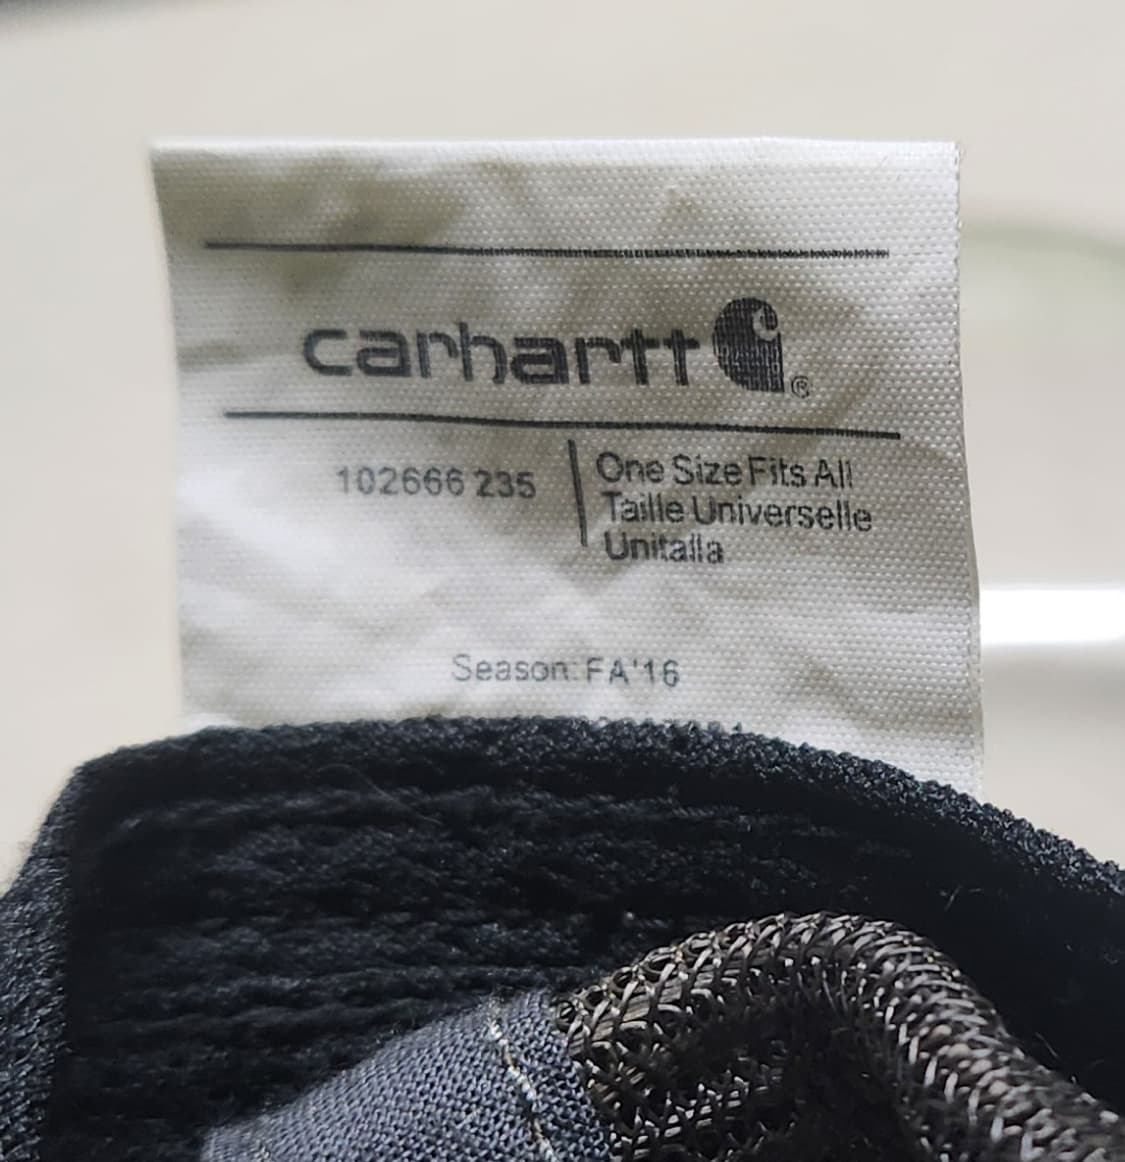 carhartt ®
102666 235
One Size Fits All
Taille Universelle
Unitalla
Season: FA'16